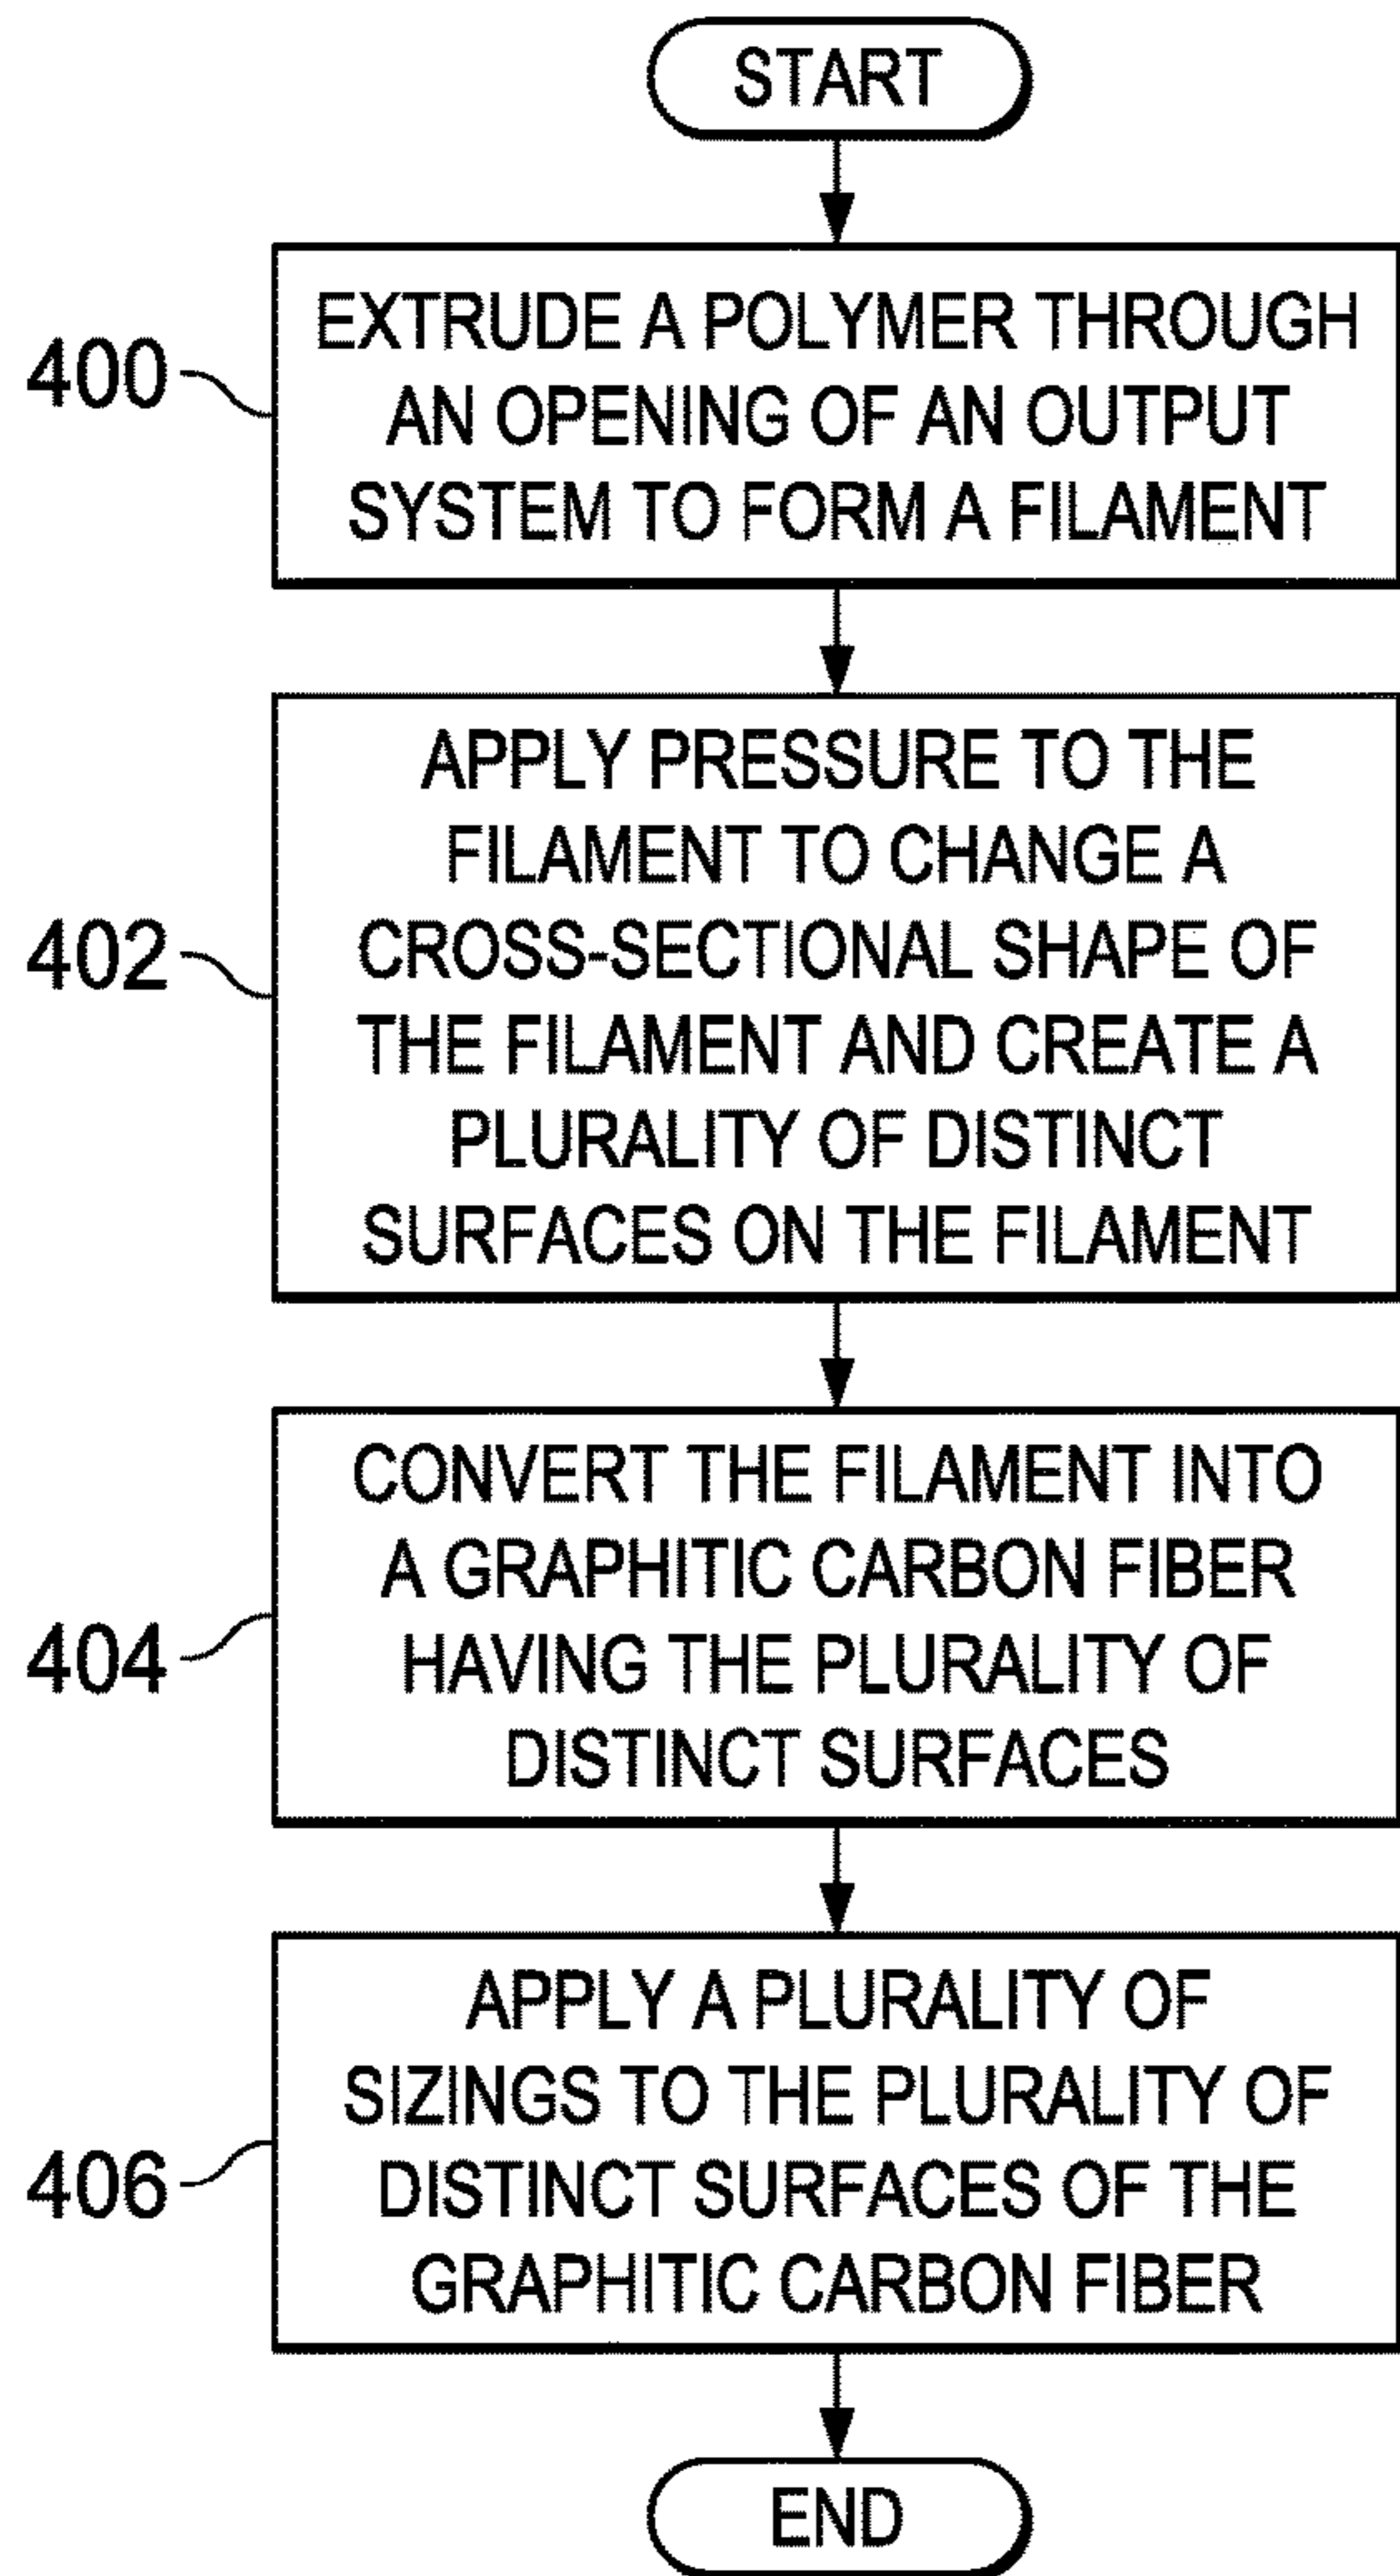 START
400
EXTRUDE A POLYMER THROUGH
AN OPENING OF AN OUTPUT
SYSTEM TO FORM A FILAMENT
402
APPLY PRESSURE TO THE
FILAMENT TO CHANGE A
CROSS-SECTIONAL SHAPE OF
THE FILAMENT AND CREATE A
PLURALITY OF DISTINCT
SURFACES ON THE FILAMENT
404
CONVERT THE FILAMENT INTO
A GRAPHITIC CARBON FIBER
HAVING THE PLURALITY OF
DISTINCT SURFACES
406
APPLY A PLURALITY OF
SIZINGS TO THE PLURALITY OF
DISTINCT SURFACES OF THE
GRAPHITIC CARBON FIBER
END